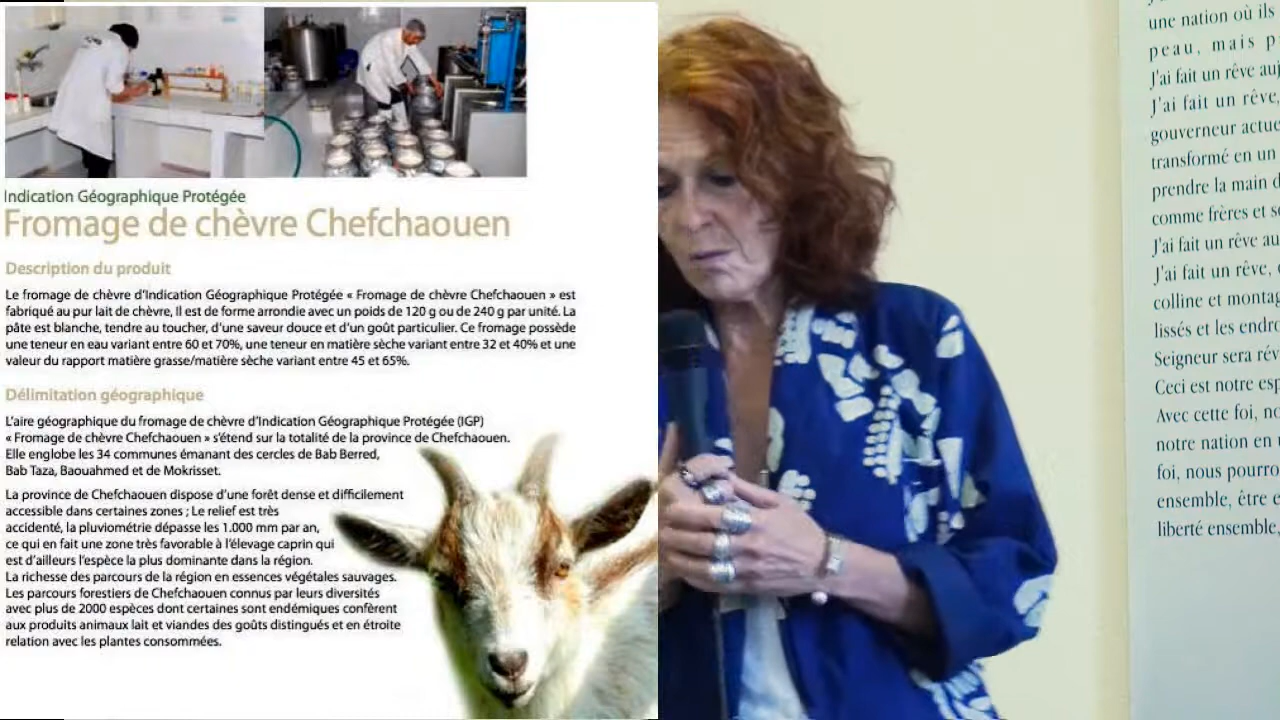 Indication Géographique Protégée
Fromage de chèvre Chefchaouen
Description du produit
Le fromage de chèvre d'Indication Géographique Protégée « Fromage de chèvre Chefchaouen » est
fabriqué au pur lait de chèvre, Il est de forme arrondie avec un poids de 120 g ou de 240 g par unité. La
pâte est blanche, tendre au toucher, d'une saveur douce et d'un goût particulier. Ce fromage possède
une teneur en eau variant entre 60 et 70%, une teneur en matière sèche variant entre 32 et 40% et une
valeur du rapport matière grasse/matière sèche variant entre 45 et 65%.
Délimitation géographique
L'aire géographique du fromage de chèvre d'Indication Géographique Protégée (IGP)
« Fromage de chèvre Chefchaouen » s'étend sur la totalité de la province de Chefchaouen.
Elle englobe les 34 communes émanant des cercles de Bab Berred,
Bab Taza, Baouahmed et de Mokrisset.
La province de Chefchaouen dispose d'une forêt dense et difficilement
accessible dans certaines zones ; Le relief est très
accidenté, la pluviométrie dépasse les 1.000 mm par an,
ce qui en fait une zone très favorable à l'élevage caprin qui
est d'ailleurs l'espèce la plus dominante dans la région.
La richesse des parcours de la région en essences végétales sauvages.
Les parcours forestiers de Chefchaouen connus par leurs diversités
avec plus de 2000 espèces dont certaines sont endémiques confèrent
aux produits animaux lait et viandes des goûts distingués et en étroite
relation avec les plantes consommées.
une nation où ils
peau, mais p
J'ai fait un rêve auj
J'ai fait un rêve,
gouverneur actue
transformé en un
prendre la main d
comme frères et s
J'ai fait un rêve au
J'ai fait un rêve,
colline et montag
lissés et les endro
Seigneur sera rév
Ceci est notre esp
Avec cette foi, no
notre nation en
foi, nous pourro
ensemble, être
liberté ensemble,